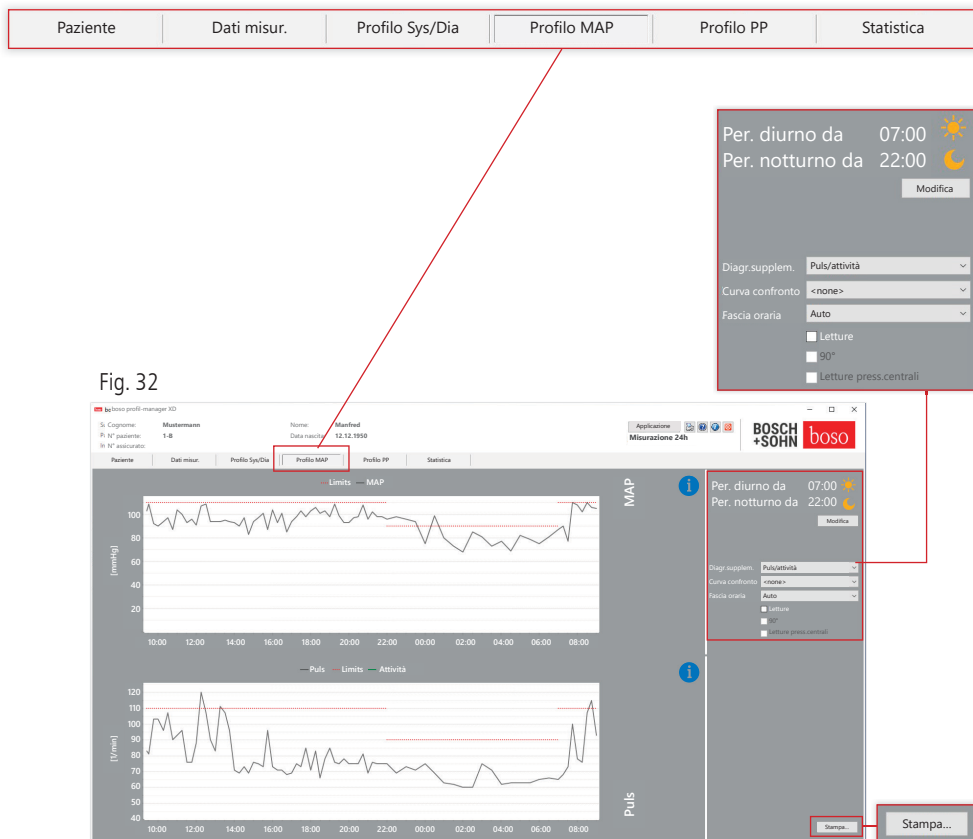 Paziente Dati misur. Profilo Sys/Dia Profilo MAP Profilo PP Statistica
Per. diurno da 07:00
Per. notturno da 22:00
Modifica
Diagr.supplem. Puls/attività
Curva confronto <none>
Fascia oraria Auto
Letture
90°
Letture press.centrali
Fig. 32
boso profil-manager XD
Cognome: Mustermann Nome: Manfred
N° paziente: 1-B Data nascita: 12.12.1950
N° assicurato:
Applicazione
Misurazione 24h
BOSCH
+SOHN
boso
Paziente Dati misur. Profilo Sys/Dia Profilo MAP Profilo PP Statistica
Limits MAP
MAP
[mmHg]
100
80
60
40
20
10:00 12:00 14:00 16:00 18:00 20:00 22:00 00:00 02:00 04:00 06:00 08:00
Per. diurno da 07:00
Per. notturno da 22:00
Modifica
Diagr.supplem. Puls/attività
Curva confronto <none>
Fascia oraria Auto
Letture
90°
Letture press.centrali
Puls Limits Attività
[1/min]
120
110
100
90
80
70
60
50
40
10:00 12:00 14:00 16:00 18:00 20:00 22:00 00:00 02:00 04:00 06:00 08:00
Puls
Stampa...
Stampa...